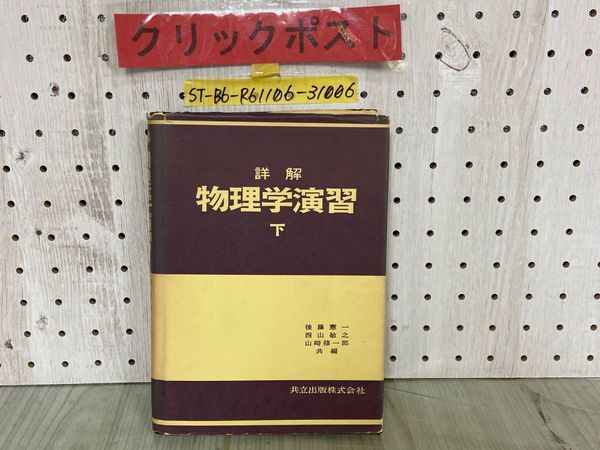 クリックポスト
ST-B6-R61106-31006
詳解
物理学演習
下
後藤憲一
西山敏之
山崎修一郎
共編
共立出版株式会社